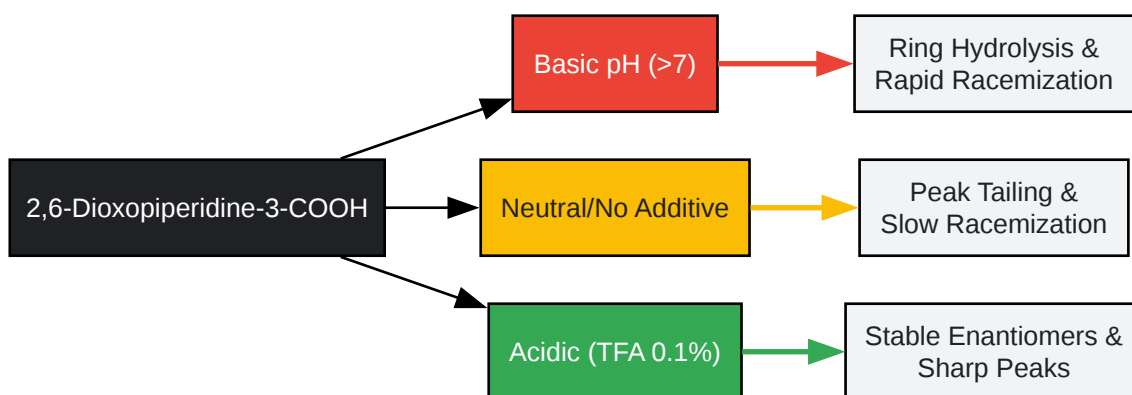 Basic pH (>7)
Ring Hydrolysis &
Rapid Racemization
2,6-Dioxopiperidine-3-COOH
Neutral/No Additive
Peak Tailing &
Slow Racemization
Acidic (TFA 0.1%)
Stable Enantiomers &
Sharp Peaks